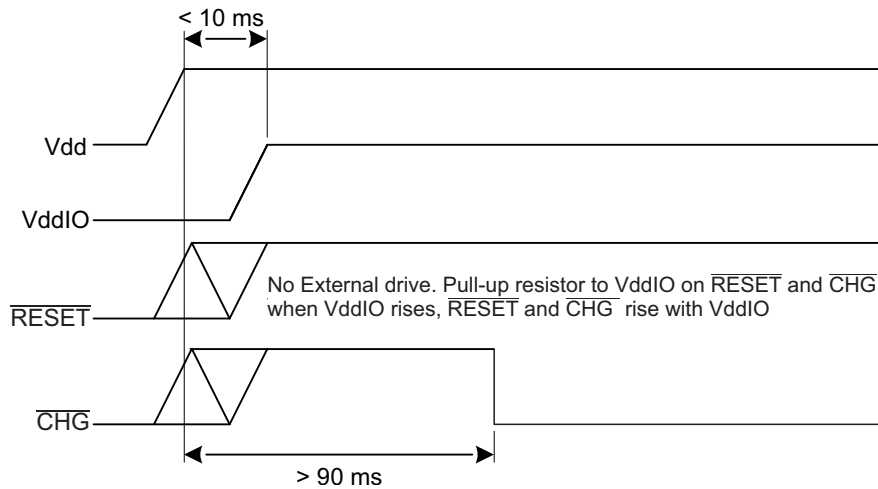 < 10 ms
Vdd
VddIO
No External drive. Pull-up resistor to VddIO on RESET and CHG
when VddIO rises, RESET and CHG rise with VddIO
RESET
CHG
> 90 ms